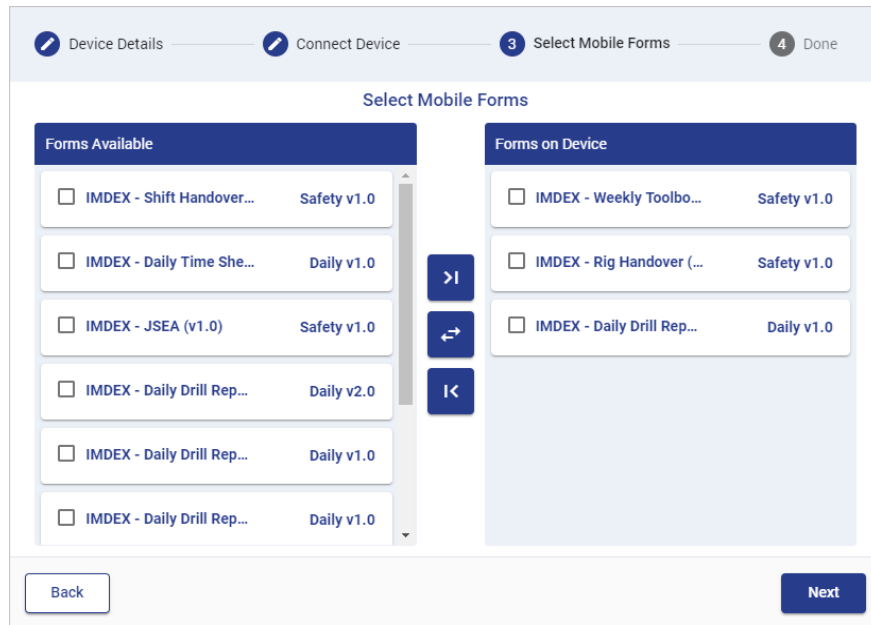 Device Details
Connect Device
3 Select Mobile Forms
4 Done
Select Mobile Forms
Forms Available
IMDEX - Shift Handover... Safety v1.0
IMDEX - Daily Time She... Daily v1.0
IMDEX - JSEA (v1.0) Safety v1.0
IMDEX - Daily Drill Rep... Daily v2.0
IMDEX - Daily Drill Rep... Daily v1.0
IMDEX - Daily Drill Rep... Daily v1.0
Forms on Device
IMDEX - Weekly Toolbo... Safety v1.0
IMDEX - Rig Handover (... Safety v1.0
IMDEX - Daily Drill Rep... Daily v1.0
Back
Next